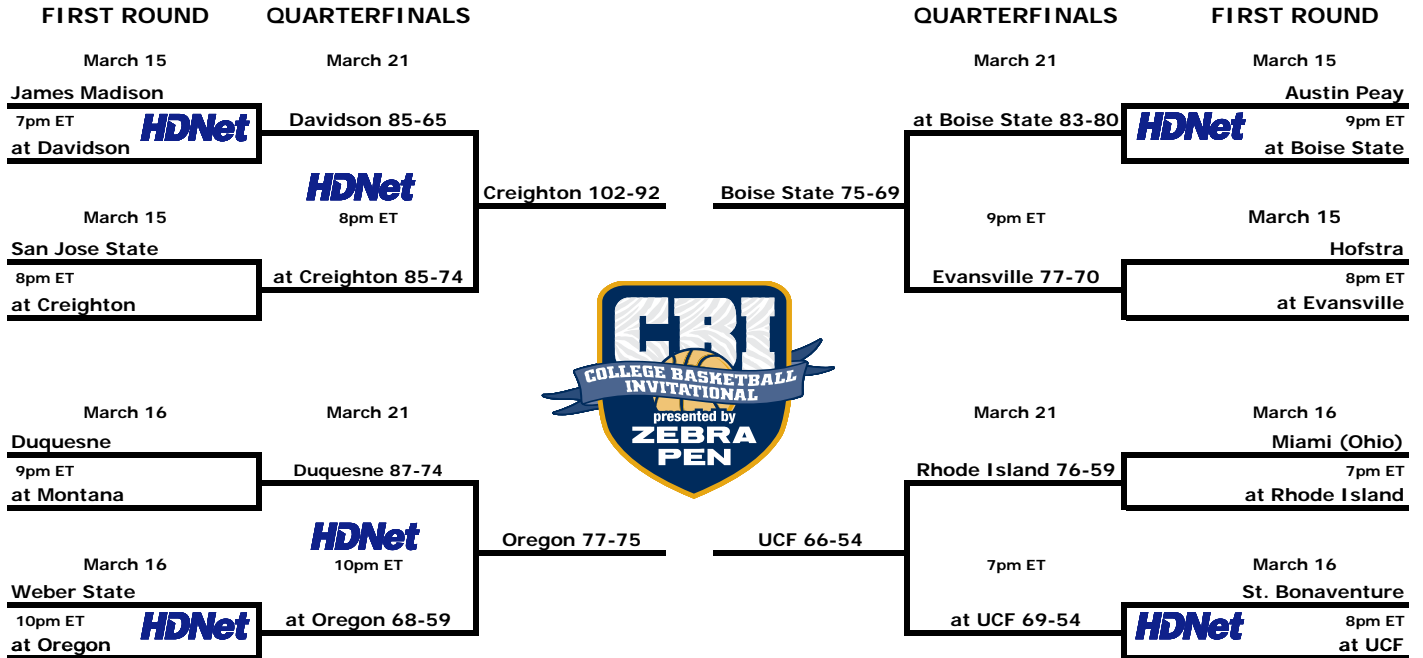 FIRST ROUND
QUARTERFINALS
QUARTERFINALS
FIRST ROUND
March 15
March 21
March 21
March 15
James Madison
7pm ET
HDNet
at Davidson
Davidson 85-65
HDNet
8pm ET
Creighton 102-92
March 15
San Jose State
8pm ET
at Creighton
at Creighton 85-74
March 16
March 21
Duquesne
9pm ET
at Montana
Duquesne 87-74
HDNet
10pm ET
Oregon 77-75
March 16
Weber State
10pm ET
HDNet
at Oregon
at Oregon 68-59
CBI
COLLEGE BASKETBALL
INVITATIONAL
presented by
ZEBRA
PEN
Austin Peay
HDNet
9pm ET
at Boise State
at Boise State 83-80
Boise State 75-69
9pm ET
March 15
Hofstra
8pm ET
at Evansville
Evansville 77-70
March 21
March 16
Miami (Ohio)
7pm ET
at Rhode Island
Rhode Island 76-59
UCF 66-54
7pm ET
March 16
St. Bonaventure
HDNet
8pm ET
at UCF
at UCF 69-54